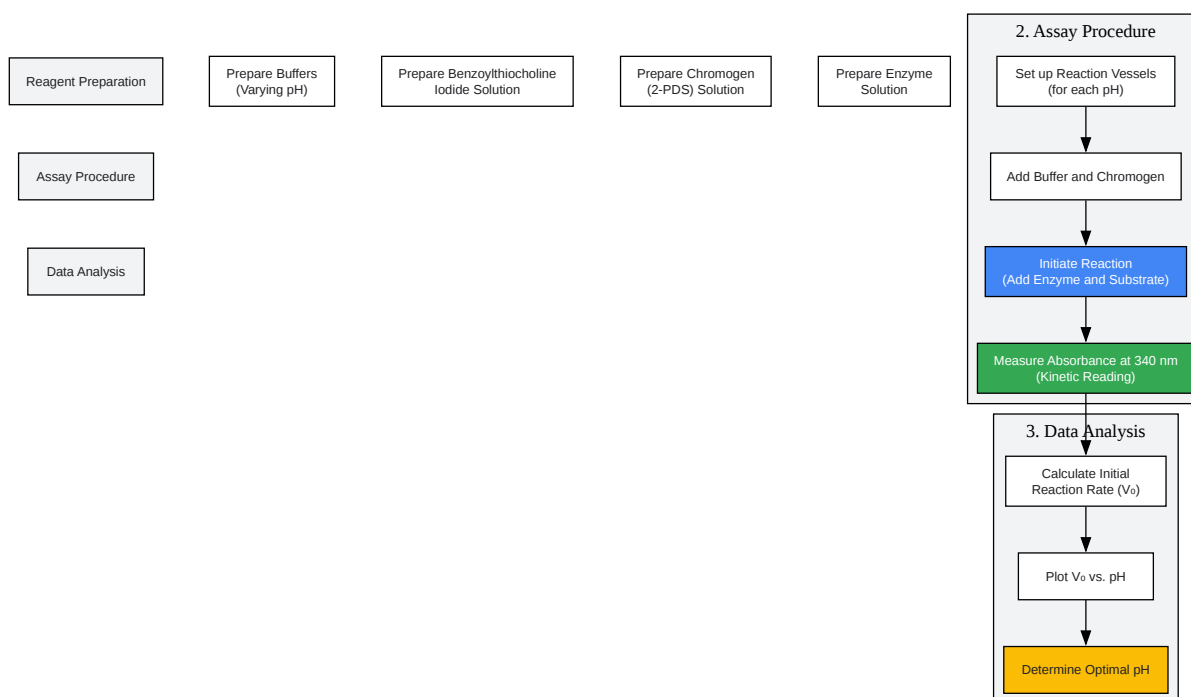 2. Assay Procedure
Reagent Preparation
Prepare Buffers
(Varying pH)
Prepare Benzoylthiocholine
Iodide Solution
Prepare Chromogen
(2-PDS) Solution
Prepare Enzyme
Solution
Set up Reaction Vessels
(for each pH)
Assay Procedure
Add Buffer and Chromogen
Data Analysis
Initiate Reaction
(Add Enzyme and Substrate)
Measure Absorbance at 340 nm
(Kinetic Reading)
3. Data Analysis
Calculate Initial
Reaction Rate (V₀)
Plot V₀ vs. pH
Determine Optimal pH